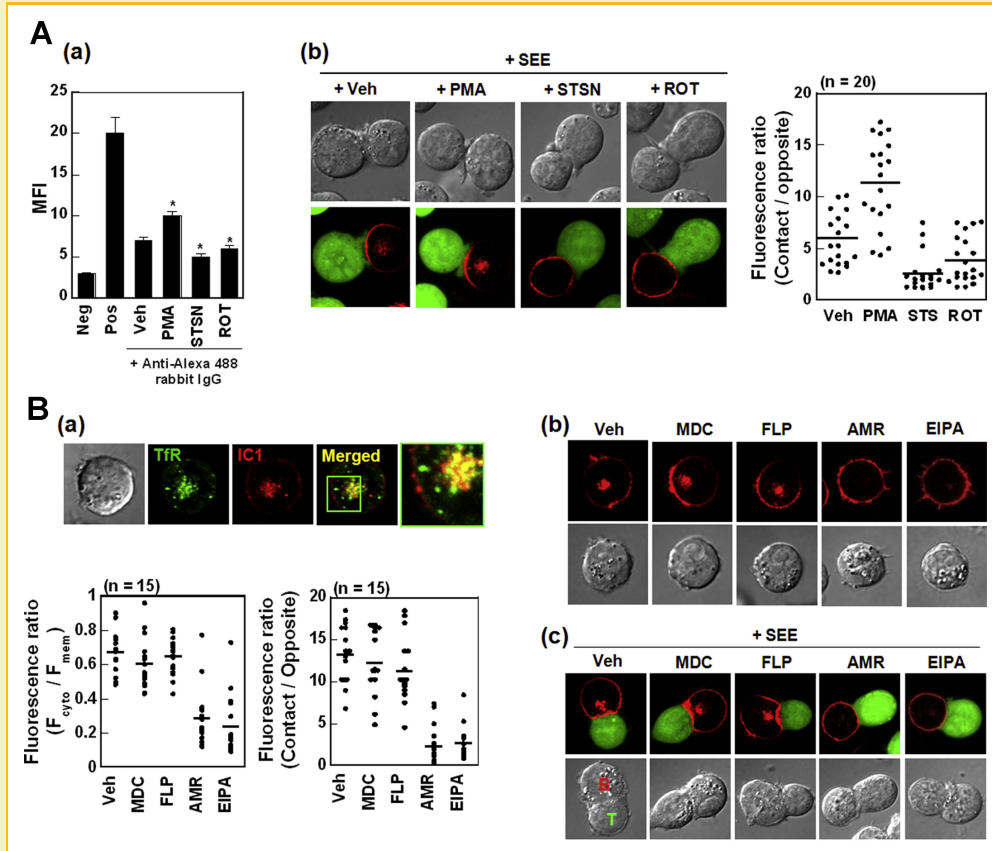 A
(a)
25
20
15
10
5
0
MFI
*
*
*
Neg
Pos
Veh
PMA
STSN
ROT
+ Anti-Alexa 488
rabbit IgG
(b)
+ SEE
+ Veh
+ PMA
+ STSN
+ ROT
(n = 20)
20
15
10
5
0
Fluorescence ratio
(Contact / opposite)
Veh
PMA
STS
ROT
B
(a)
TfR
IC1
Merged
(n = 15)
1
0.8
0.6
0.4
0.2
0
Fluorescence ratio
(Fcyto / Fmem)
Veh
MDC
FLP
AMR
EIPA
(n = 15)
20
15
10
5
0
Fluorescence ratio
(Contact / Opposite)
Veh
MDC
FLP
AMR
EIPA
(b)
Veh
MDC
FLP
AMR
EIPA
(c)
+ SEE
Veh
MDC
FLP
AMR
EIPA
B
T